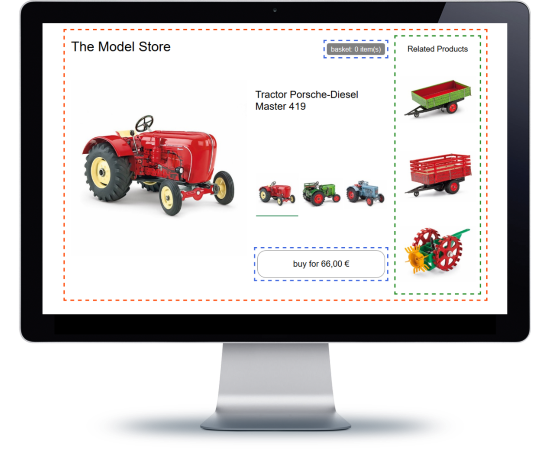 The Model Store
basket: 0 item(s)
Related Products
Tractor Porsche-Diesel
Master 419
buy for 66,00 €